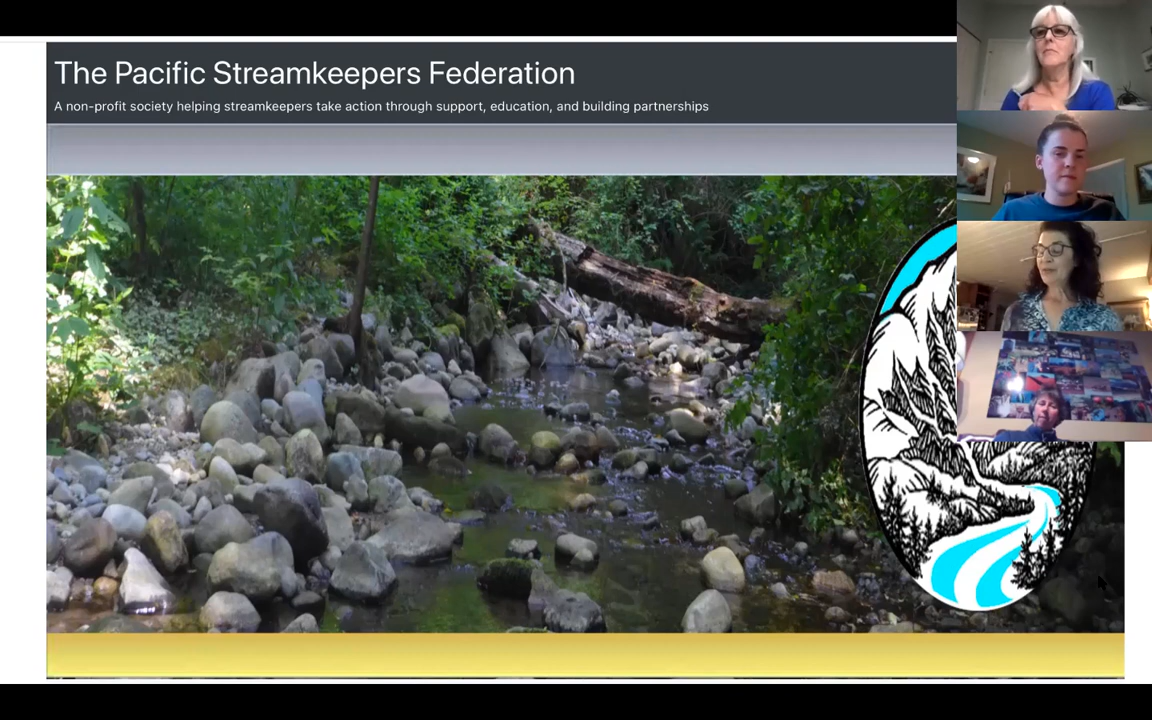 The Pacific Streamkeepers Federation
A non-profit society helping streamkeepers take action through support, education, and building partnerships